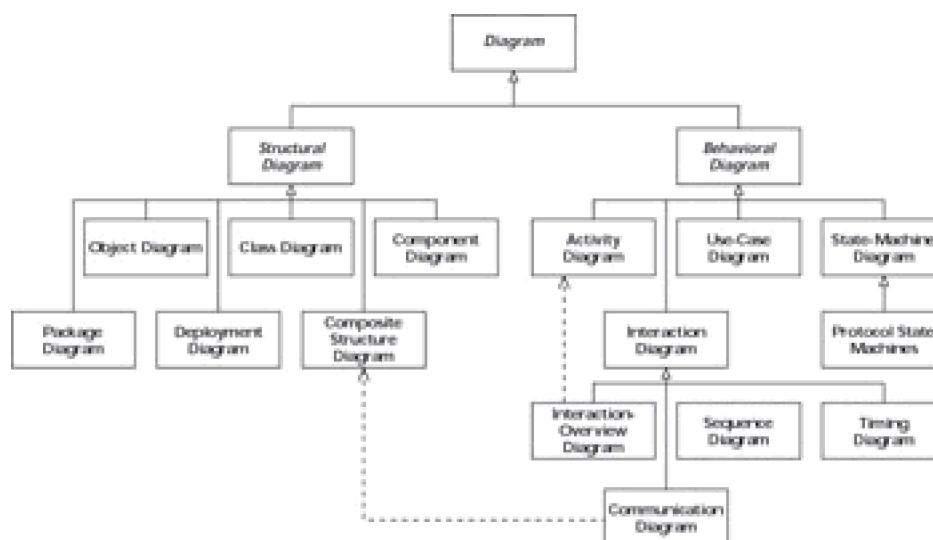 Diagram
Structural
Diagram
Behavioral
Diagram
Object Diagram
Class Diagram
Component
Diagram
Activity
Diagram
Use-Case
Diagram
State-Machine
Diagram
Package
Diagram
Deployment
Diagram
Composite
Structure
Diagram
Interaction
Diagram
Protocol State
Machines
Interaction-
Overview
Diagram
Sequence
Diagram
Timing
Diagram
Communication
Diagram